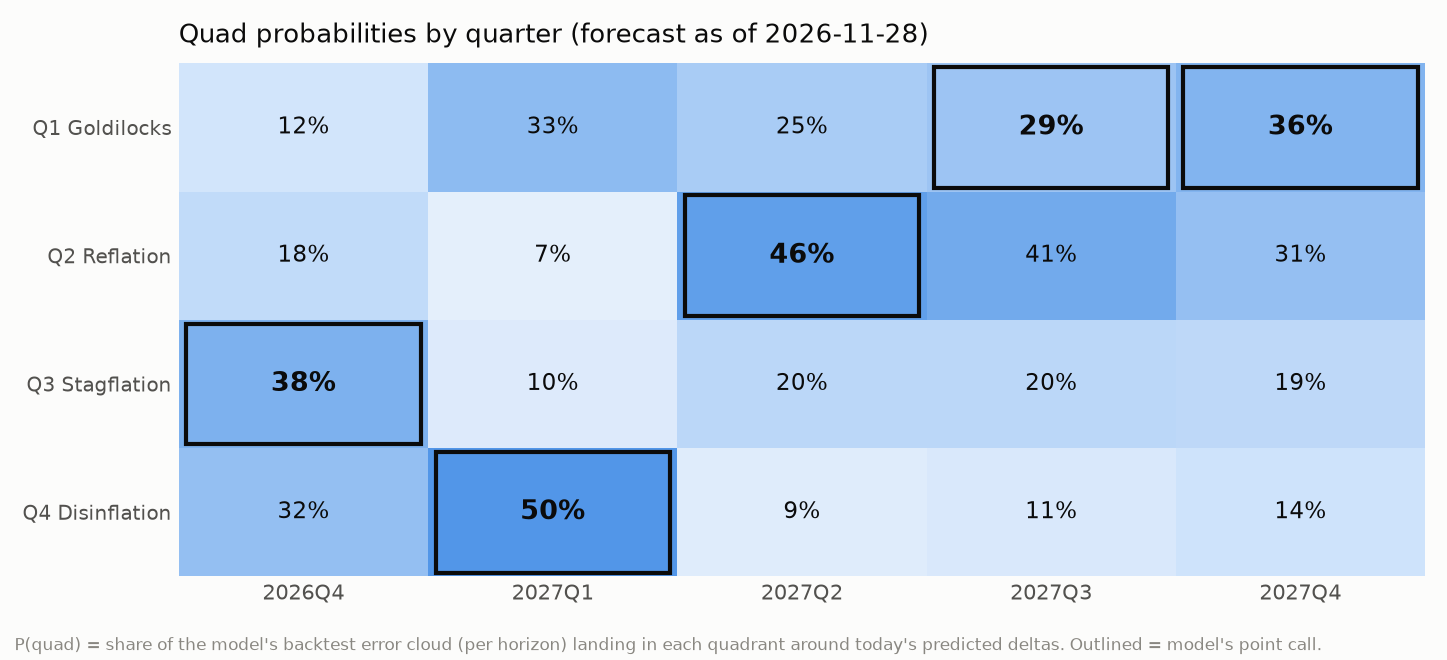 Quad probabilities by quarter (forecast as of 2026-11-28)
Q1 Goldilocks 12% 33% 25% 29% 36%
Q2 Reflation 18% 7% 46% 41% 31%
Q3 Stagflation 38% 10% 20% 20% 19%
Q4 Disinflation 32% 50% 9% 11% 14%
2026Q4 2027Q1 2027Q2 2027Q3 2027Q4
P(quad) = share of the model's backtest error cloud (per horizon) landing in each quadrant around today's predicted deltas. Outlined = model's point call.